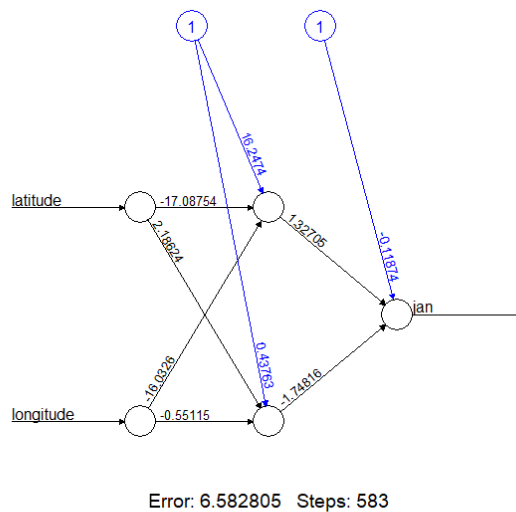 1
1
16.2474
latitude
-17.08754
2.18624
1.32705
-0.11874
jan
0.43763
-16.0326
-1.74816
longitude
-0.55115
Error: 6.582805 Steps: 583